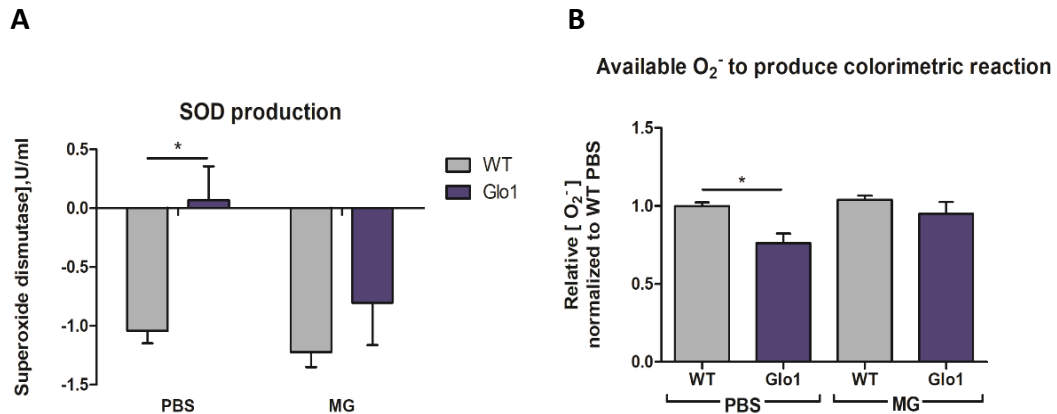 A
SOD production
Superoxide dismutase],U/ml
0.5
0.0
-0.5
-1.0
-1.5
*
PBS
MG
WT
Glo1
B
Available O₂⁻ to produce colorimetric reaction
Relative [ O₂⁻]
normalized to WT PBS
1.5
1.0
0.5
0.0
*
WT
Glo1
WT
Glo1
PBS
MG